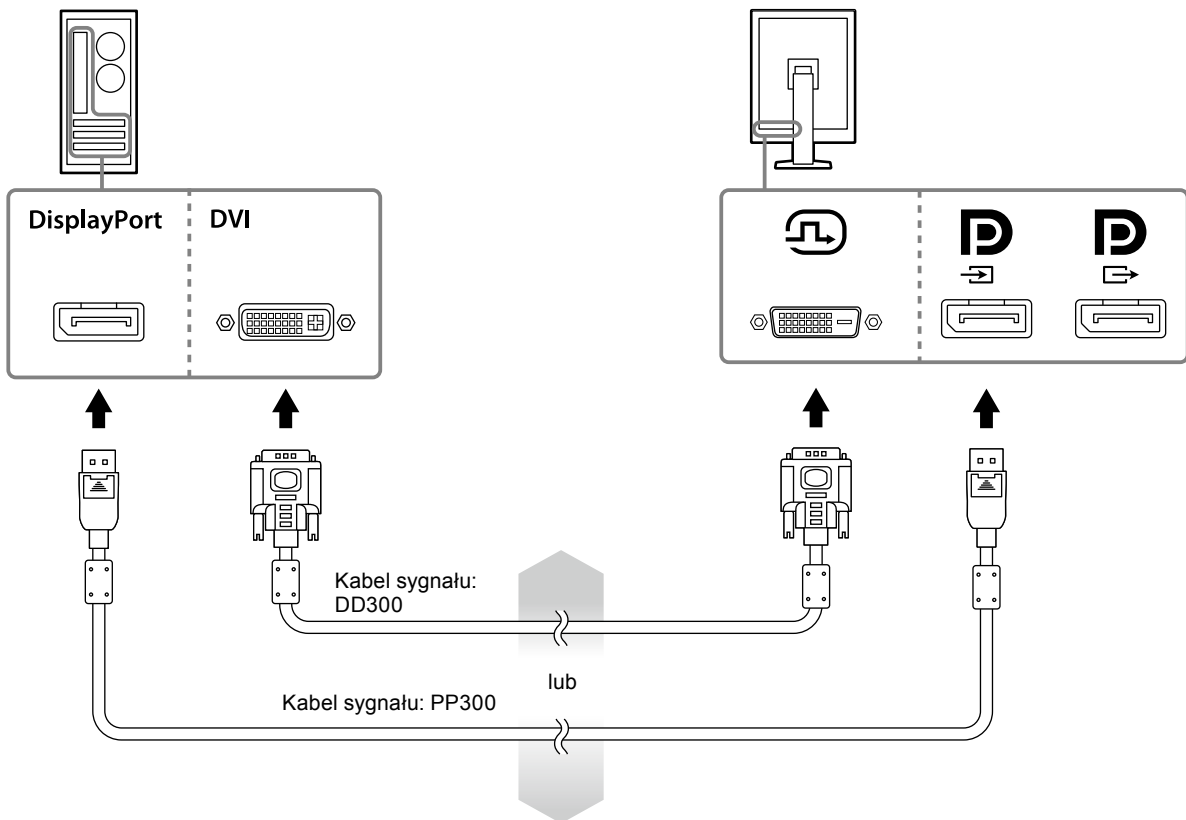 DisplayPort
DVI
Kabel sygnału:
DD300
lub
Kabel sygnału: PP300